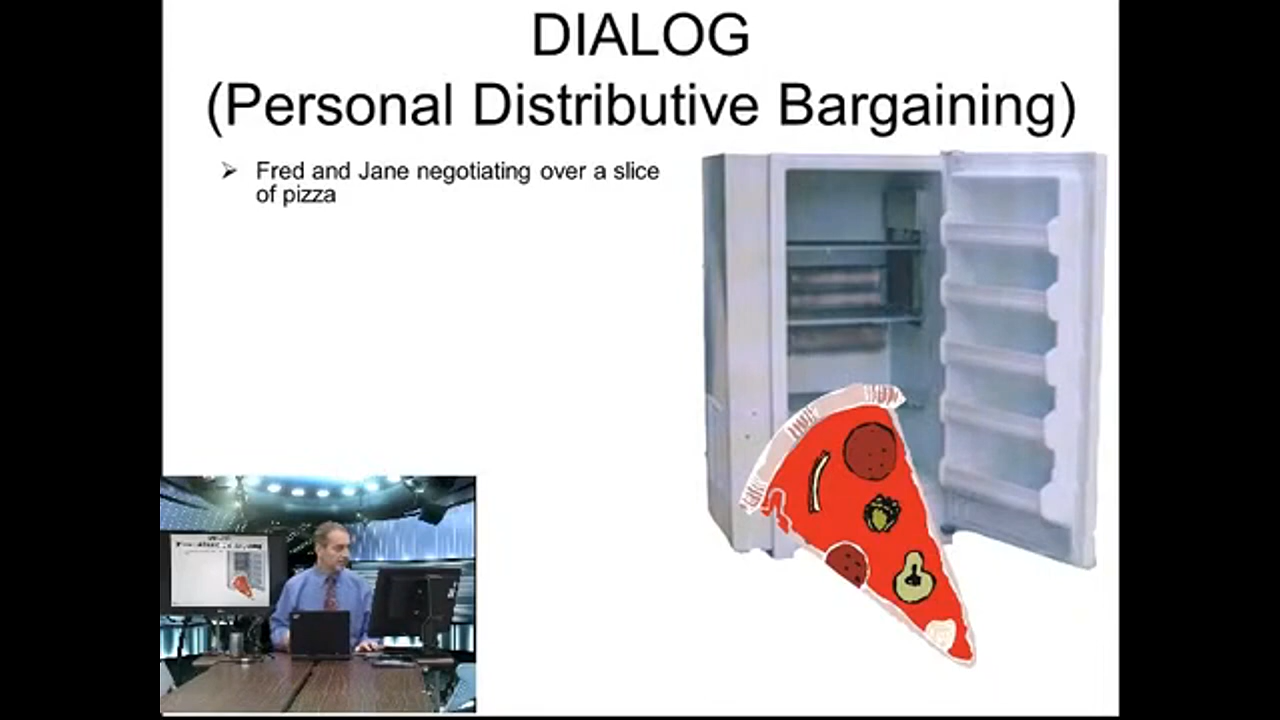 DIALOG
(Personal Distributive Bargaining)
Fred and Jane negotiating over a slice
of pizza